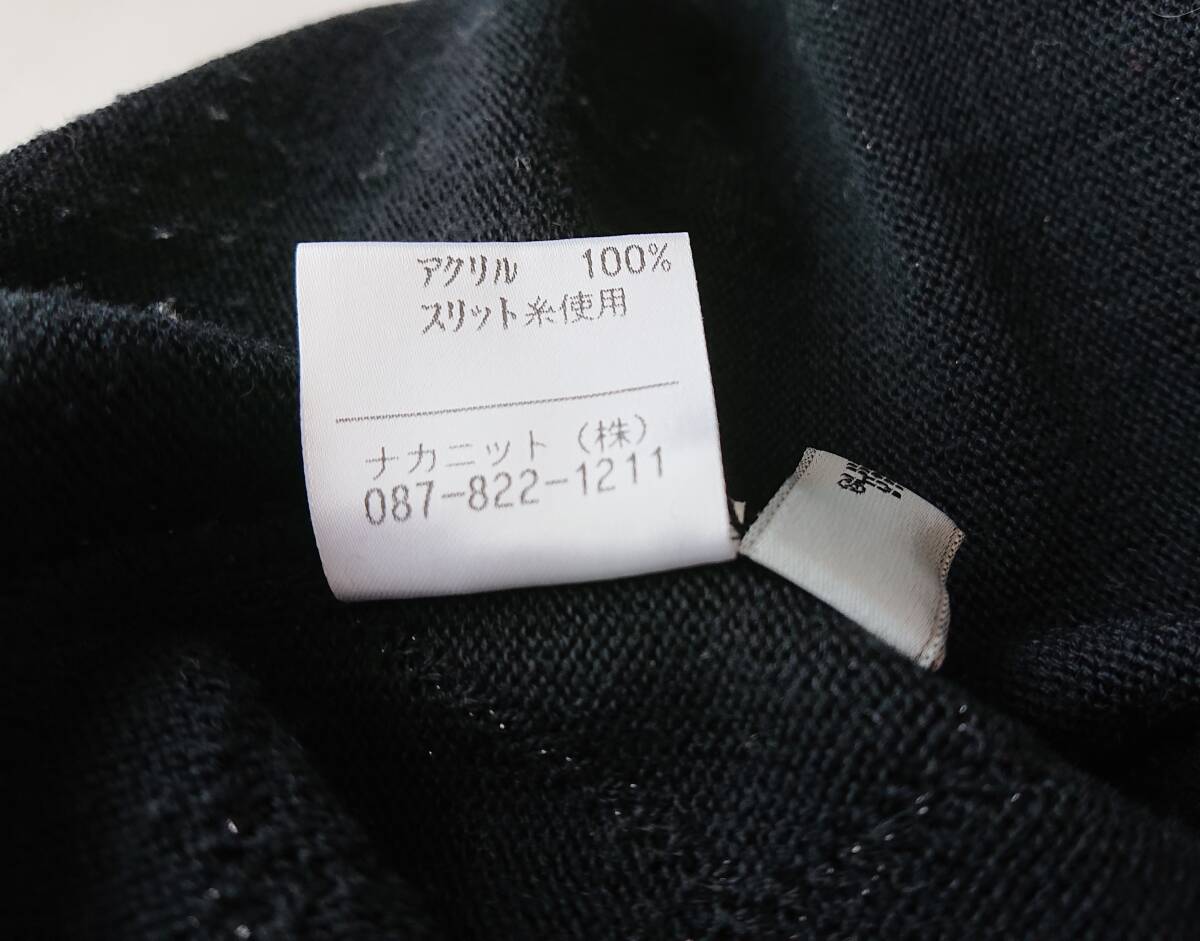 アクリル 100%
スリット糸使用
ナカニット（株）
087-822-1211